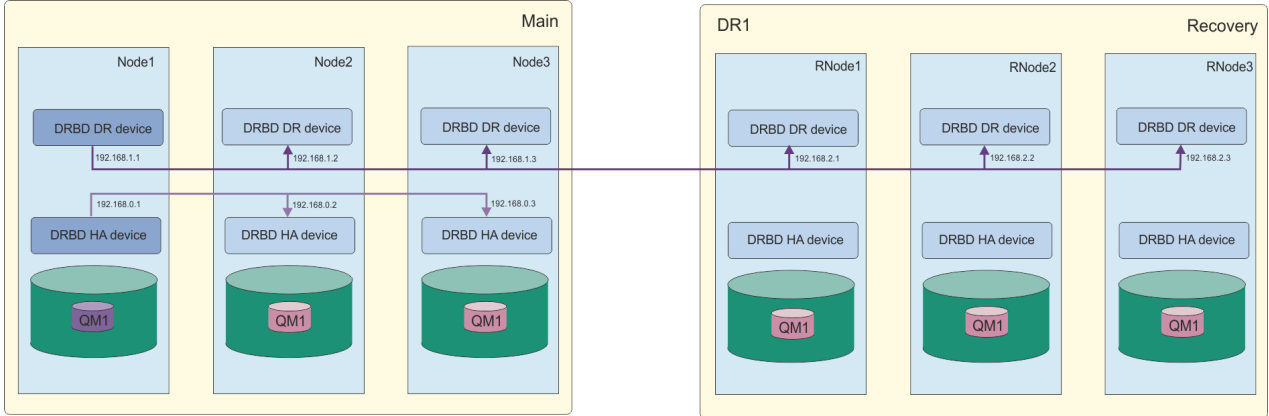 Main
Node1
Node2
Node3
DRBD DR device
DRBD DR device
DRBD DR device
192.168.1.1
192.168.1.2
192.168.1.3
192.168.0.1
192.168.0.2
192.168.0.3
DRBD HA device
DRBD HA device
DRBD HA device
QM1
QM1
QM1
DR1
Recovery
RNode1
RNode2
RNode3
DRBD DR device
DRBD DR device
DRBD DR device
192.168.2.1
192.168.2.2
192.168.2.3
DRBD HA device
DRBD HA device
DRBD HA device
QM1
QM1
QM1